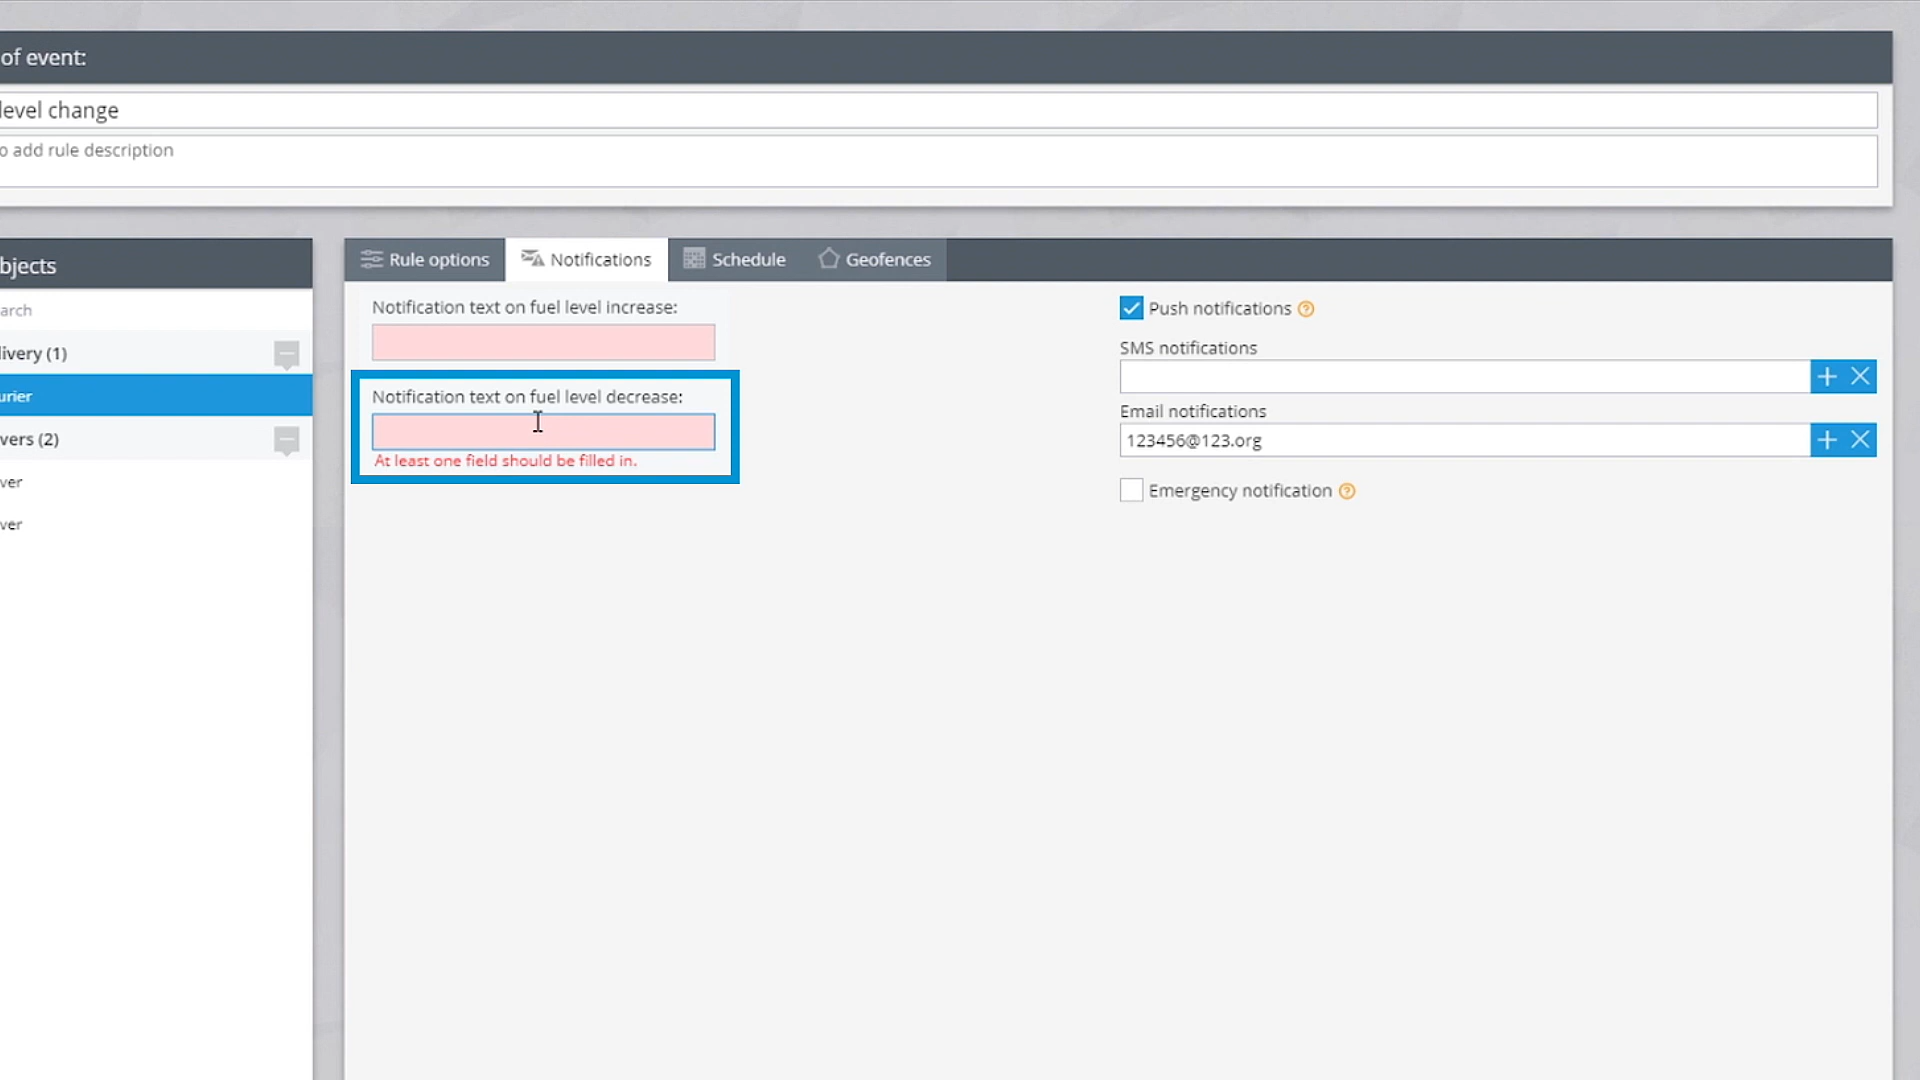 of event:
level change
o add rule description
bjects
arch
livery (1)
urier
vers (2)
ver
ver
Rule options
Notifications
Schedule
Geofences
Notification text on fuel level increase:
Notification text on fuel level decrease:
At least one field should be filled in.
Push notifications
SMS notifications
Email notifications
123456@123.org
Emergency notification